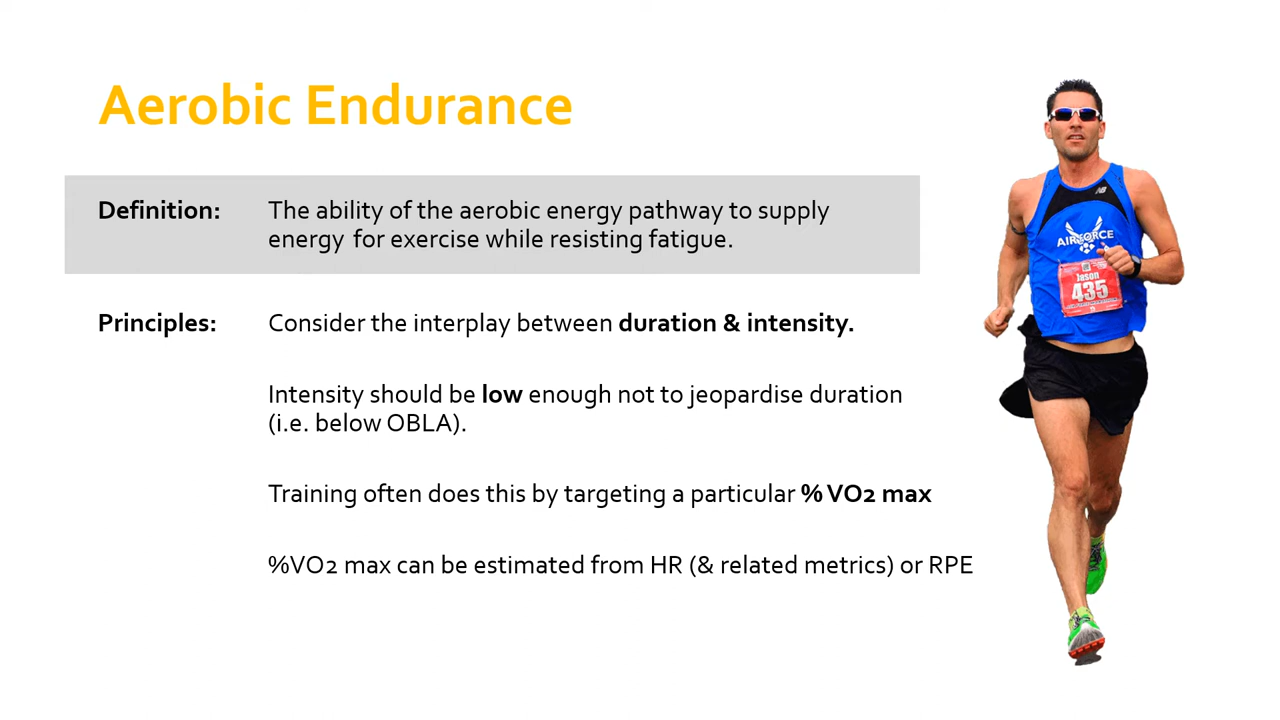 Aerobic Endurance
Definition: The ability of the aerobic energy pathway to supply
energy for exercise while resisting fatigue.
Principles: Consider the interplay between duration & intensity.
Intensity should be low enough not to jeopardise duration
(i.e. below OBLA).
Training often does this by targeting a particular % VO2 max
%VO2 max can be estimated from HR (& related metrics) or RPE
AIR FORCE
Jason
435